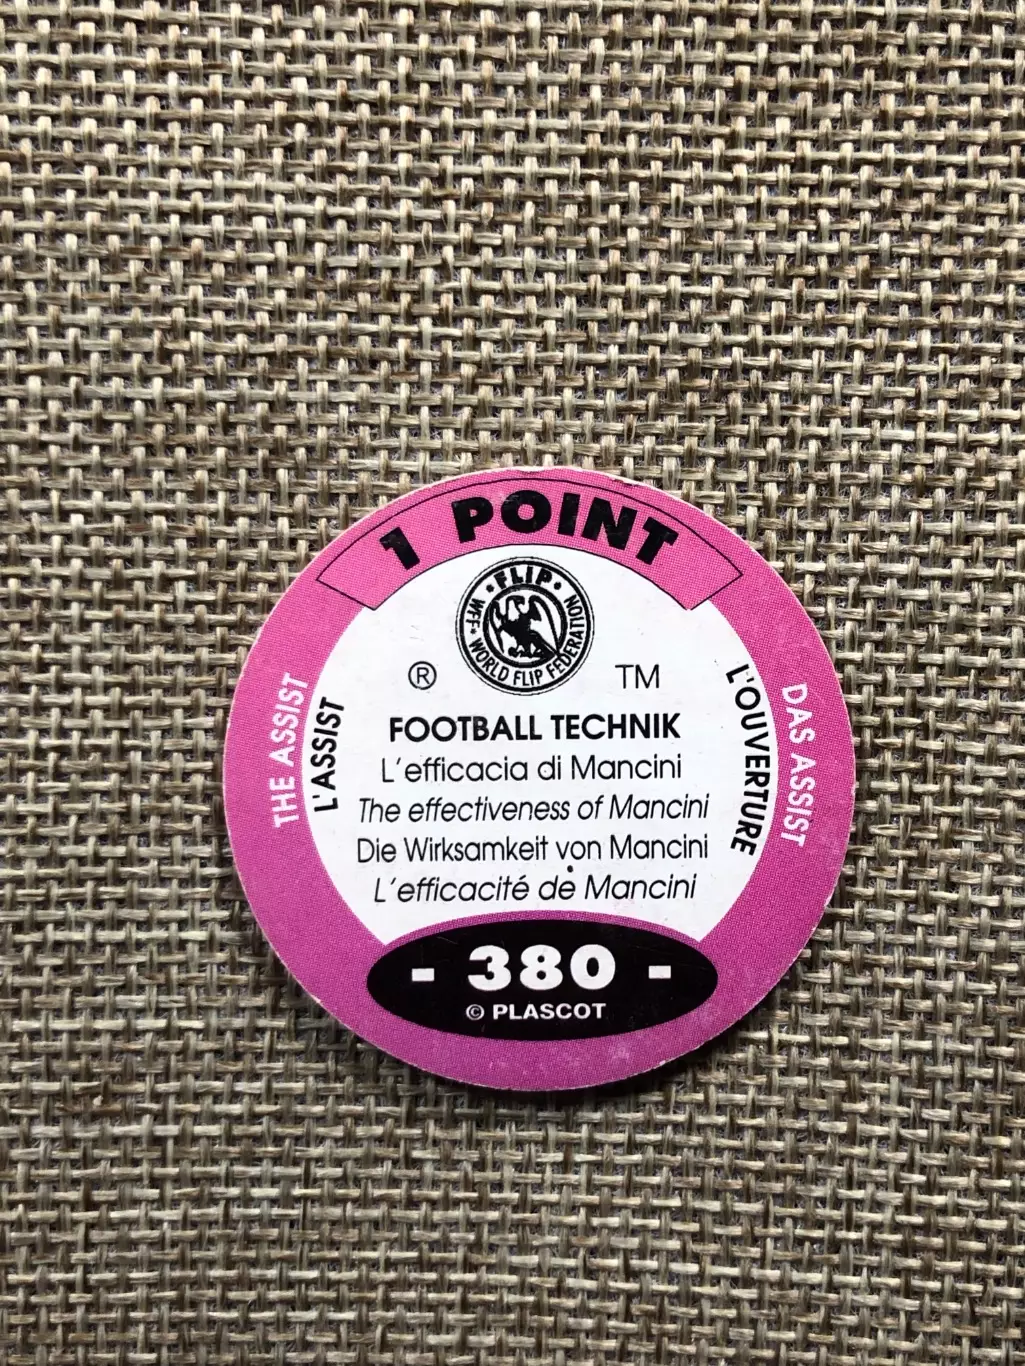 1 POINT
• FLIP •
WFF • WORLD FLIP FEDERATION
® TM
THE ASSIST
L'ASSIST
L'OUVERTURE
DAS ASSIST
FOOTBALL TECHNIK
L'efficacia di Mancini
The effectiveness of Mancini
Die Wirksamkeit von Mancini
L'efficacité de Mancini
- 380 -
© PLASCOT